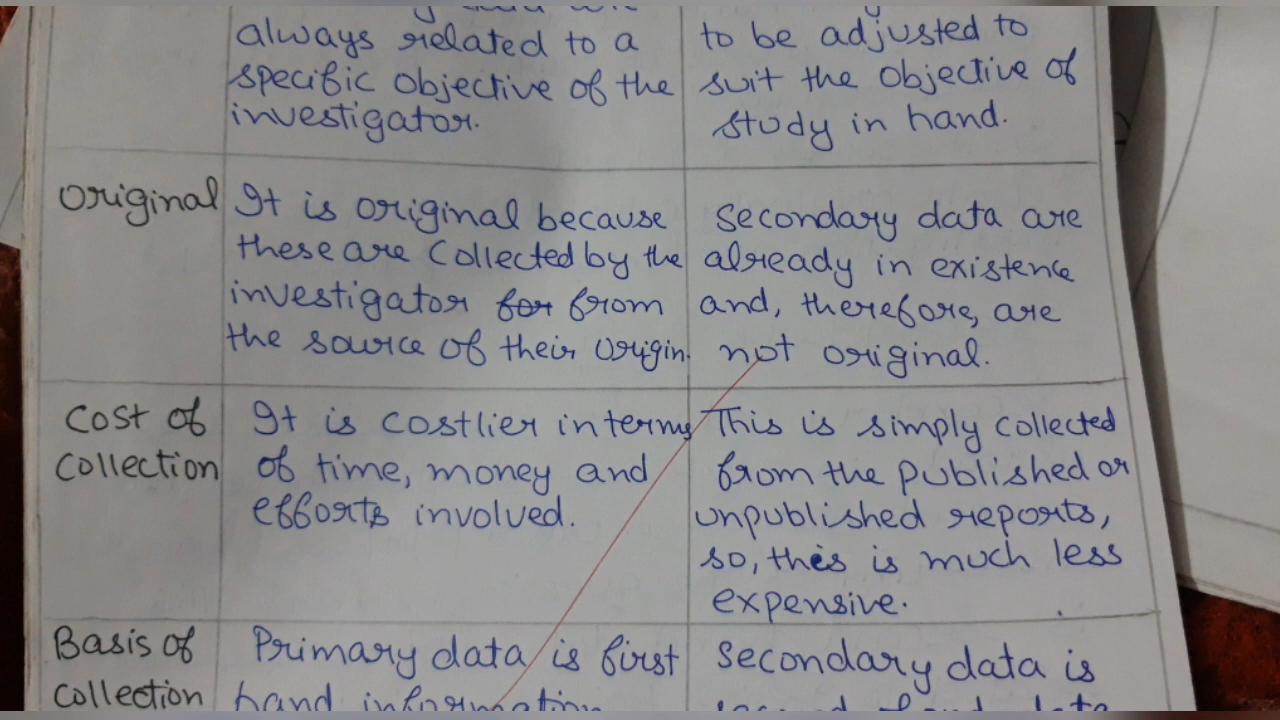 always related to a
specific objective of the
investigator.
to be adjusted to
suit the objective of
study in hand.
Original
It is original because
these are collected by the
investigator for from
the source of their origin.
Secondary data are
already in existence
and, therefore, are
not original.
Cost of
Collection
It is costlier in terms
of time, money and
efforts involved.
This is simply collected
from the published or
unpublished reports,
so, this is much less
expensive.
Basis of
collection
Primary data is first
hand information
Secondary data is